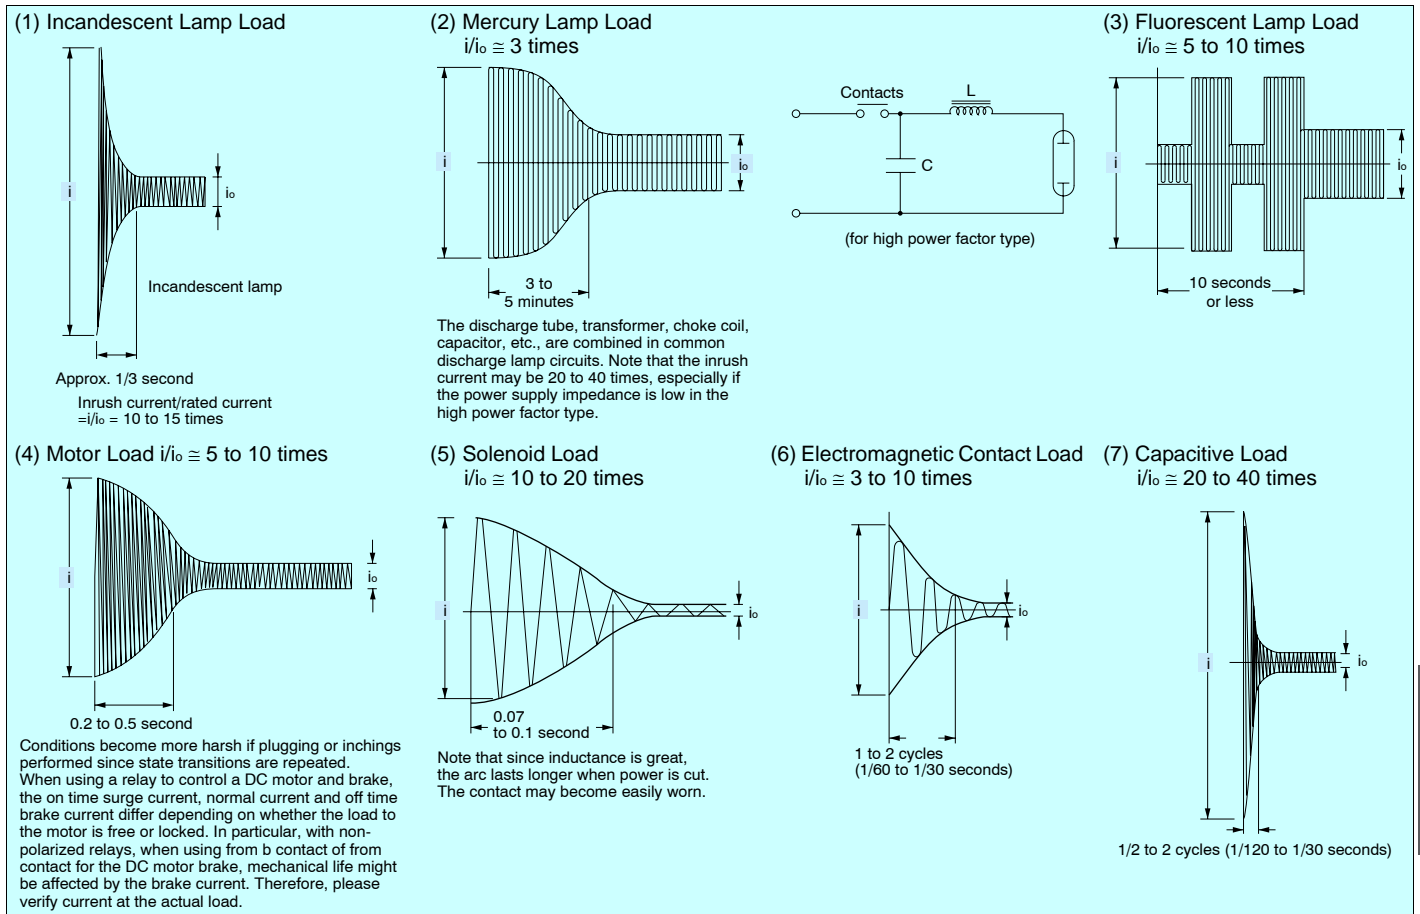 (1) Incandescent Lamp Load
i
io
Incandescent lamp
Approx. 1/3 second
Inrush current/rated current
=i/io = 10 to 15 times
(2) Mercury Lamp Load
i/io ≅ 3 times
i
io
3 to
5 minutes
The discharge tube, transformer, choke coil,
capacitor, etc., are combined in common
discharge lamp circuits. Note that the inrush
current may be 20 to 40 times, especially if
the power supply impedance is low in the
high power factor type.
Contacts
L
C
(for high power factor type)
(3) Fluorescent Lamp Load
i/io ≅ 5 to 10 times
i
io
10 seconds
or less
(4) Motor Load i/io ≅ 5 to 10 times
i
io
0.2 to 0.5 second
Conditions become more harsh if plugging or inchings
performed since state transitions are repeated.
When using a relay to control a DC motor and brake,
the on time surge current, normal current and off time
brake current differ depending on whether the load to
the motor is free or locked. In particular, with non-
polarized relays, when using from b contact of from
contact for the DC motor brake, mechanical life might
be affected by the brake current. Therefore, please
verify current at the actual load.
(5) Solenoid Load
i/io ≅ 10 to 20 times
i
io
0.07
to 0.1 second
Note that since inductance is great,
the arc lasts longer when power is cut.
The contact may become easily worn.
(6) Electromagnetic Contact Load
i/io ≅ 3 to 10 times
i
io
1 to 2 cycles
(1/60 to 1/30 seconds)
(7) Capacitive Load
i/io ≅ 20 to 40 times
i
io
1/2 to 2 cycles (1/120 to 1/30 seconds)